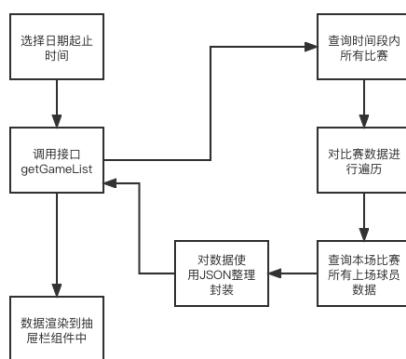 选择日期起止
时间
查询时间段内
所有比赛
调用接口
getGameList
对比赛数据进
行遍历
对数据使
用JSON整理
封装
查询本场比赛
所有上场球员
数据
数据渲染到抽
屉栏组件中